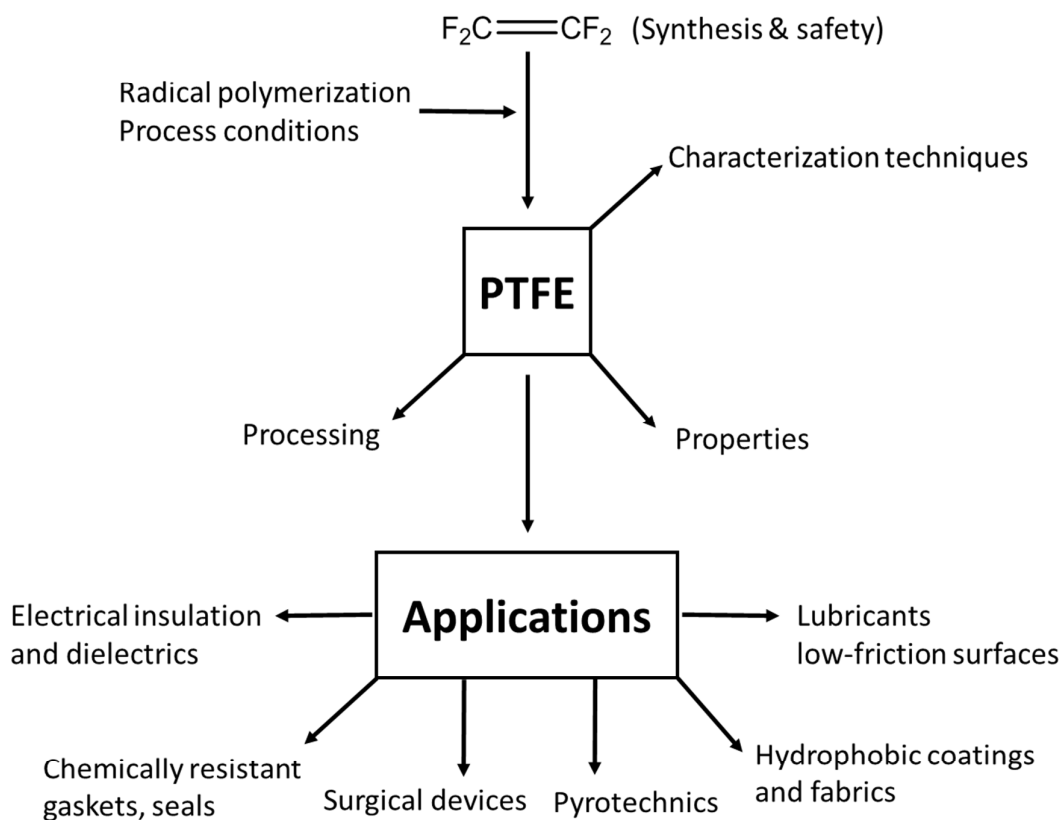 F₂C=CF₂ (Synthesis & safety)
Radical polymerization
Process conditions
Characterization techniques
PTFE
Processing
Properties
Applications
Electrical insulation
and dielectrics
Lubricants
low-friction surfaces
Chemically resistant
gaskets, seals
Surgical devices
Pyrotechnics
Hydrophobic coatings
and fabrics